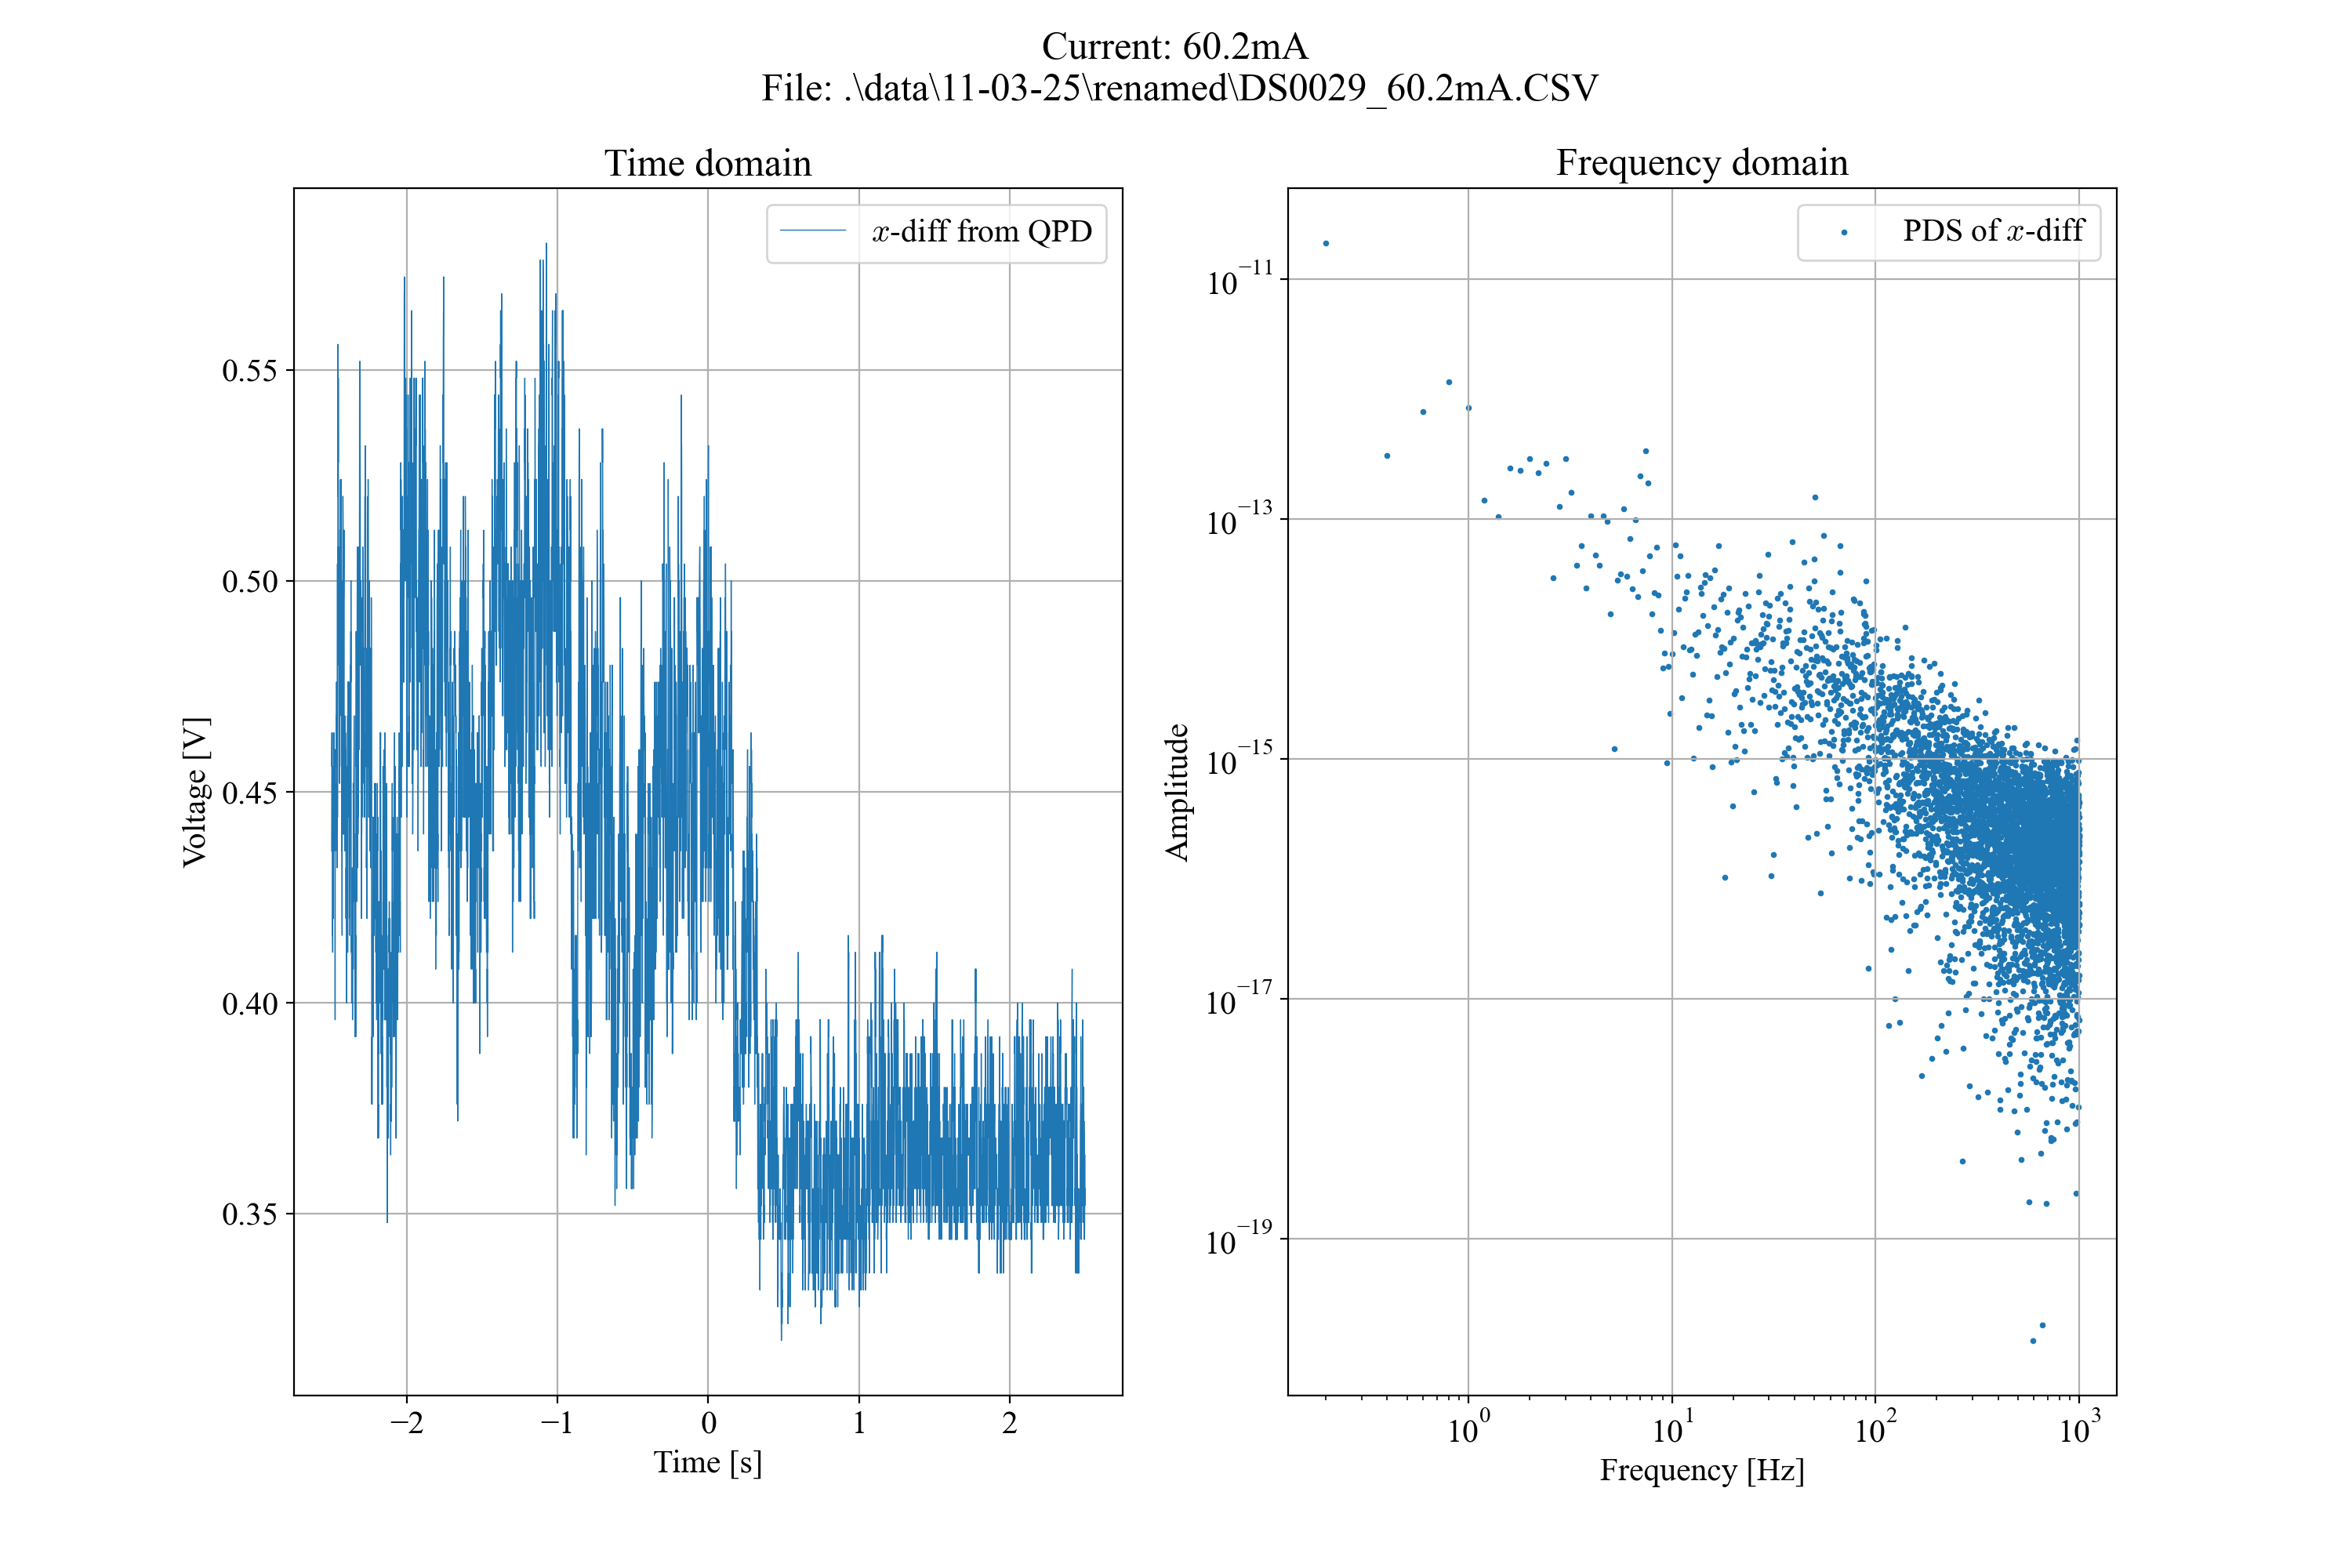 Current: 60.2mA
File: .\data\11-03-25\renamed\DS0029_60.2mA.CSV
Time domain
x-diff from QPD
Voltage [V]
0.55
0.50
0.45
0.40
0.35
−2
−1
0
1
2
Time [s]
Frequency domain
PDS of x-diff
Amplitude
10⁻¹¹
10⁻¹³
10⁻¹⁵
10⁻¹⁷
10⁻¹⁹
10⁰
10¹
10²
10³
Frequency [Hz]